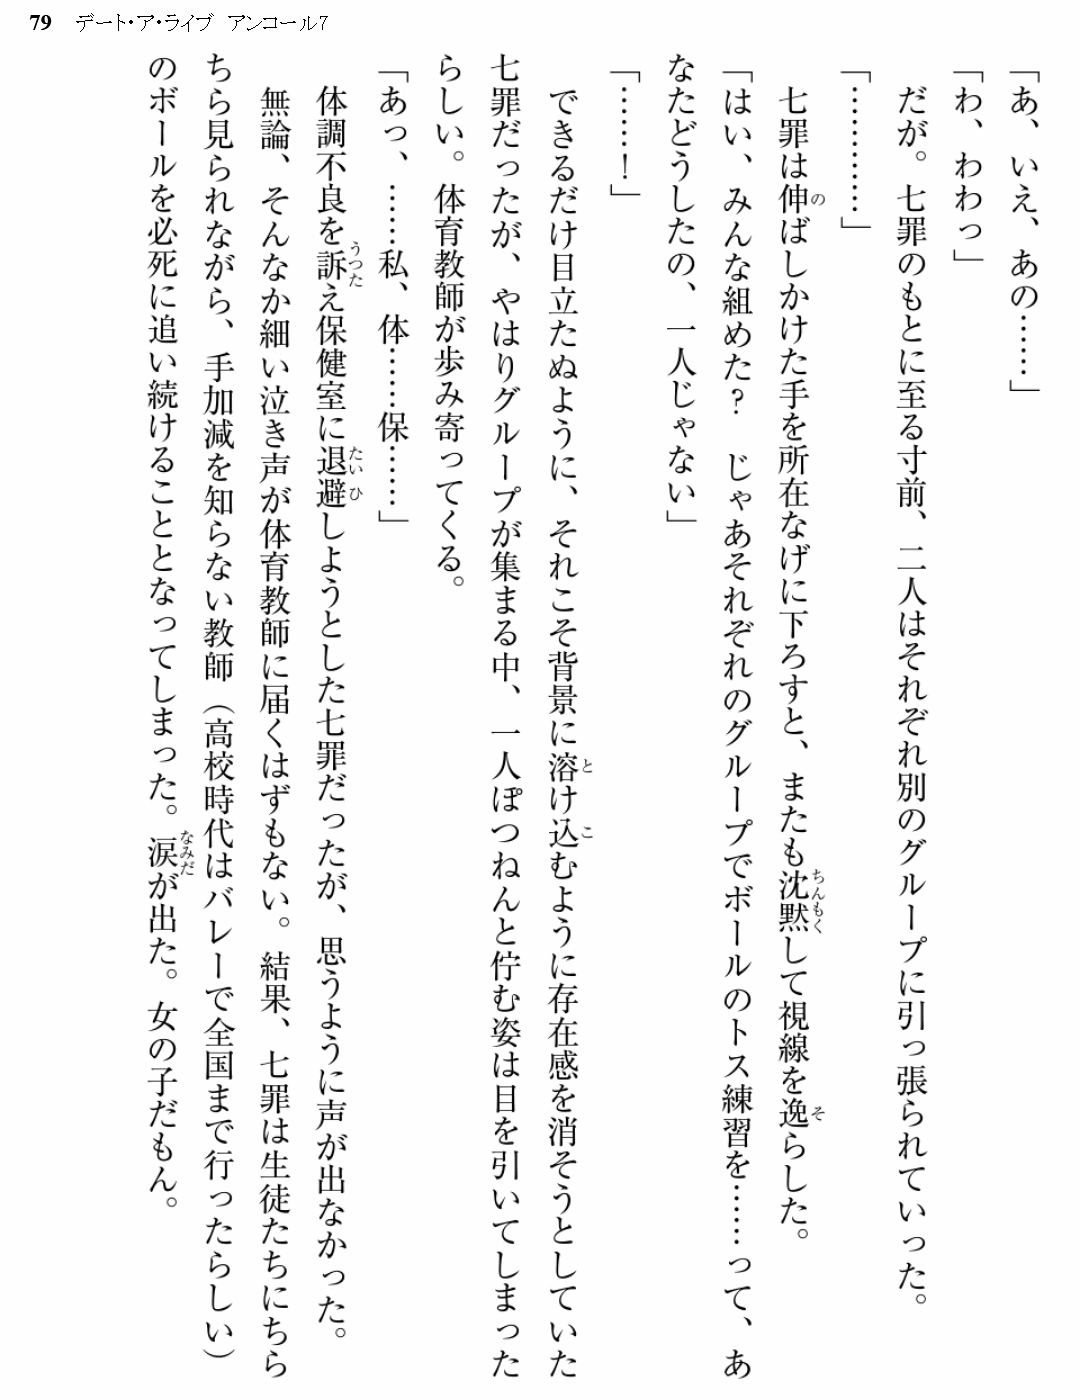 79 デート・ア・ライブ アンコール7
「あ、いえ、あの……」
「わ、わわっ」
だが。七罪のもとに至る寸前、二人はそれぞれ別のグループに引っ張られていった。
「…………」
七罪は伸ばしかけた手を所在なげに下ろすと、またも沈黙して視線を逸らした。
「はい、みんな組めた？　じゃあそれぞれのグループでボールのトス練習を……って、あ
なたどうしたの、一人じゃない」
「……！」
できるだけ目立たぬように、それこそ背景に溶け込むように存在感を消そうとしていた
七罪だったが、やはりグループが集まる中、一人ぽつねんと佇む姿は目を引いてしまった
らしい。体育教師が歩み寄ってくる。
「あっ、……私、体……保……」
体調不良を訴え保健室に退避しようとした七罪だったが、思うように声が出なかった。
無論、そんなか細い泣き声が体育教師に届くはずもない。結果、七罪は生徒たちにちら
ちら見られながら、手加減を知らない教師（高校時代はバレーで全国まで行ったらしい）
のボールを必死に追い続けることとなってしまった。涙が出た。女の子だもん。